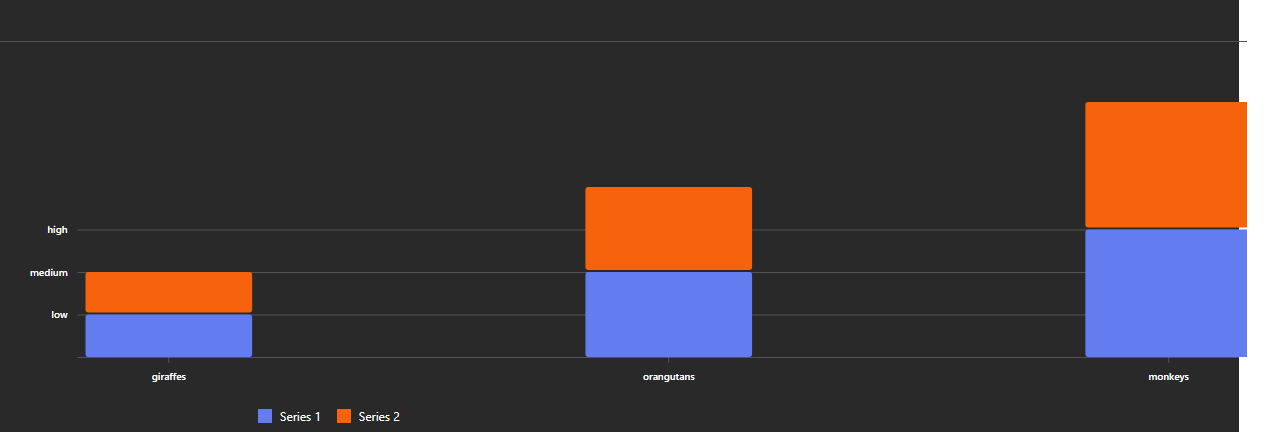 high
medium
low
giraffes orangutans monkeys
Series 1 Series 2